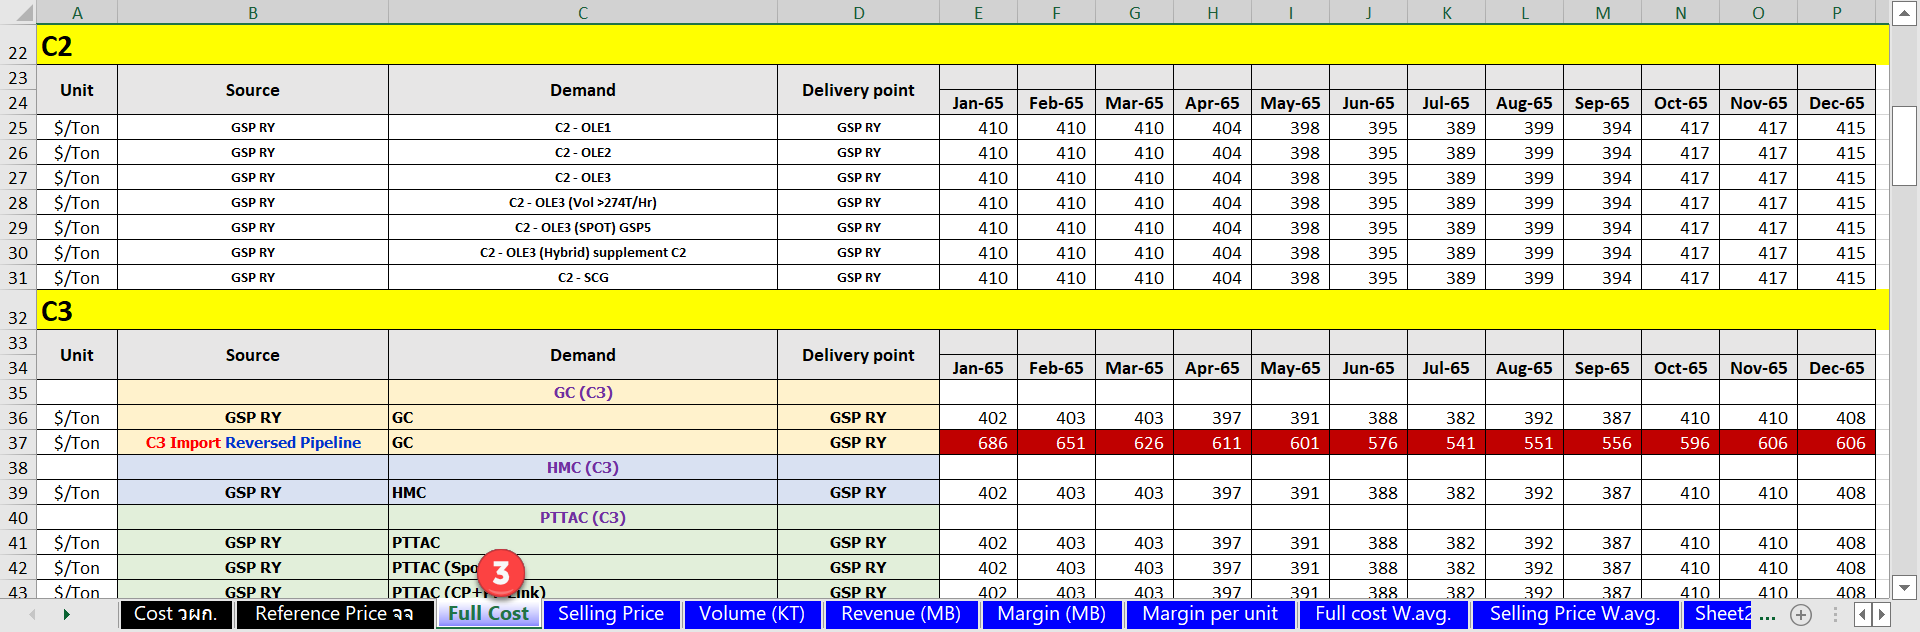 A B C D E F G H I J K L M N O P
22 C2
23 Unit Source Demand Delivery point
24 Jan-65 Feb-65 Mar-65 Apr-65 May-65 Jun-65 Jul-65 Aug-65 Sep-65 Oct-65 Nov-65 Dec-65
25 $/Ton GSP RY C2 - OLE1 GSP RY 410 410 410 404 398 395 389 399 394 417 417 415
26 $/Ton GSP RY C2 - OLE2 GSP RY 410 410 410 404 398 395 389 399 394 417 417 415
27 $/Ton GSP RY C2 - OLE3 GSP RY 410 410 410 404 398 395 389 399 394 417 417 415
28 $/Ton GSP RY C2 - OLE3 (Vol >274T/Hr) GSP RY 410 410 410 404 398 395 389 399 394 417 417 415
29 $/Ton GSP RY C2 - OLE3 (SPOT) GSP5 GSP RY 410 410 410 404 398 395 389 399 394 417 417 415
30 $/Ton GSP RY C2 - OLE3 (Hybrid) supplement C2 GSP RY 410 410 410 404 398 395 389 399 394 417 417 415
31 $/Ton GSP RY C2 - SCG GSP RY 410 410 410 404 398 395 389 399 394 417 417 415
32 C3
33 Unit Source Demand Delivery point
34 Jan-65 Feb-65 Mar-65 Apr-65 May-65 Jun-65 Jul-65 Aug-65 Sep-65 Oct-65 Nov-65 Dec-65
35 GC (C3)
36 $/Ton GSP RY GC GSP RY 402 403 403 397 391 388 382 392 387 410 410 408
37 $/Ton C3 Import Reversed Pipeline GC GSP RY 686 651 626 611 601 576 541 551 556 596 606 606
38 HMC (C3)
39 $/Ton GSP RY HMC GSP RY 402 403 403 397 391 388 382 392 387 410 410 408
40 PTTAC (C3)
41 $/Ton GSP RY PTTAC GSP RY 402 403 403 397 391 388 382 392 387 410 410 408
42 $/Ton GSP RY PTTAC GSP RY 402 403 403 397 391 388 382 392 387 410 410 408
43 $/Ton GSP RY PTTAC GSP RY 402 403 403 397 391 388 382 392 387 410 410 408
3
Cost วผก. Reference Price จจ Full Cost Selling Price Volume (KT) Revenue (MB) Margin (MB) Margin per unit Full cost W.avg. Selling Price W.avg. Sheet2 ...